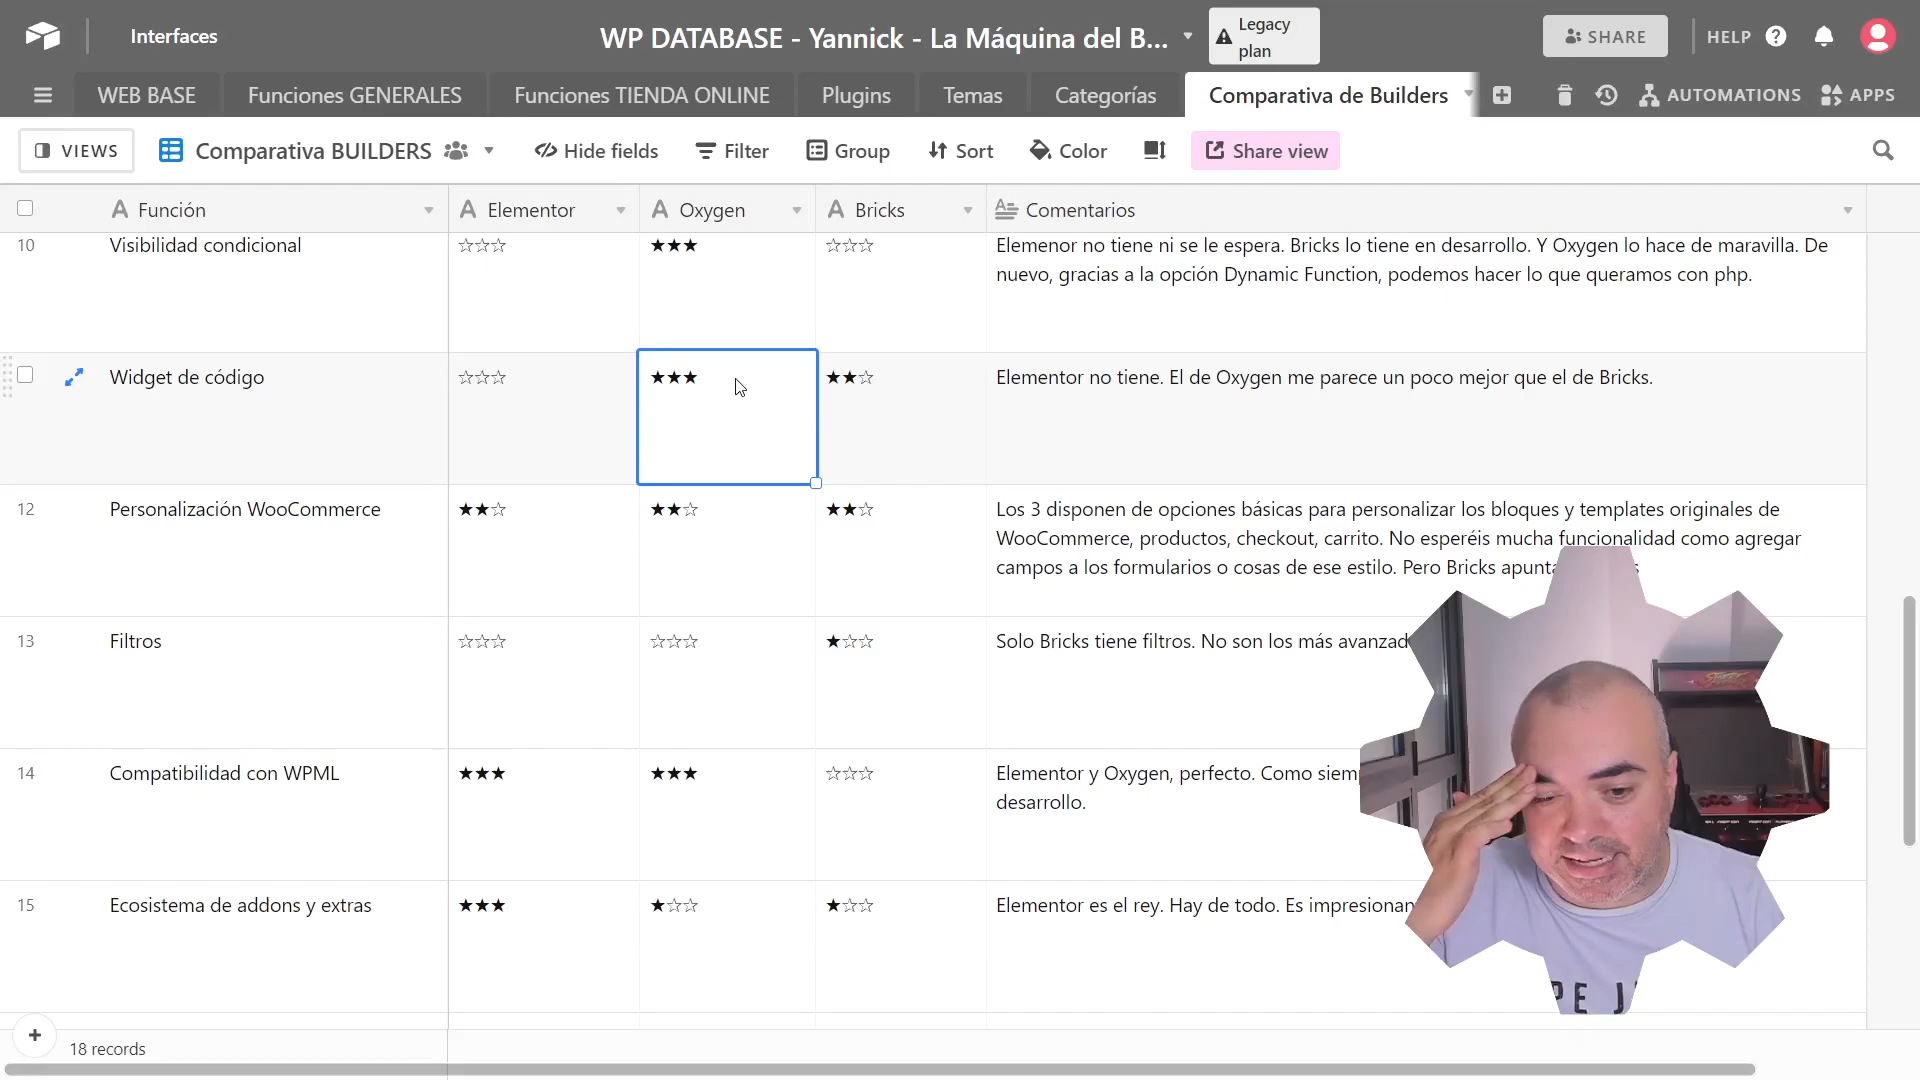 Interfaces
WP DATABASE - Yannick - La Máquina del B...
Legacy
plan
SHARE
HELP
WEB BASE
Funciones GENERALES
Funciones TIENDA ONLINE
Plugins
Temas
Categorías
Comparativa de Builders
AUTOMATIONS
APPS
VIEWS
Comparativa BUILDERS
Hide fields
Filter
Group
Sort
Color
Share view
Función
Elementor
Oxygen
Bricks
Comentarios
10
Visibilidad condicional
☆☆☆
★★★
☆☆☆
Elemenor no tiene ni se le espera. Bricks lo tiene en desarrollo. Y Oxygen lo hace de maravilla. De
nuevo, gracias a la opción Dynamic Function, podemos hacer lo que queramos con php.
Widget de código
☆☆☆
★★★
★★☆
Elementor no tiene. El de Oxygen me parece un poco mejor que el de Bricks.
12
Personalización WooCommerce
★★☆
★★☆
★★☆
Los 3 disponen de opciones básicas para personalizar los bloques y templates originales de
WooCommerce, productos, checkout, carrito. No esperéis mucha funcionalidad como agregar
campos a los formularios o cosas de ese estilo. Pero Bricks apunta
13
Filtros
☆☆☆
☆☆☆
★☆☆
Solo Bricks tiene filtros. No son los más avanzad
14
Compatibilidad con WPML
★★★
★★★
☆☆☆
Elementor y Oxygen, perfecto. Como siem
desarrollo.
15
Ecosistema de addons y extras
★★★
★☆☆
★☆☆
Elementor es el rey. Hay de todo. Es impresionan
18 records